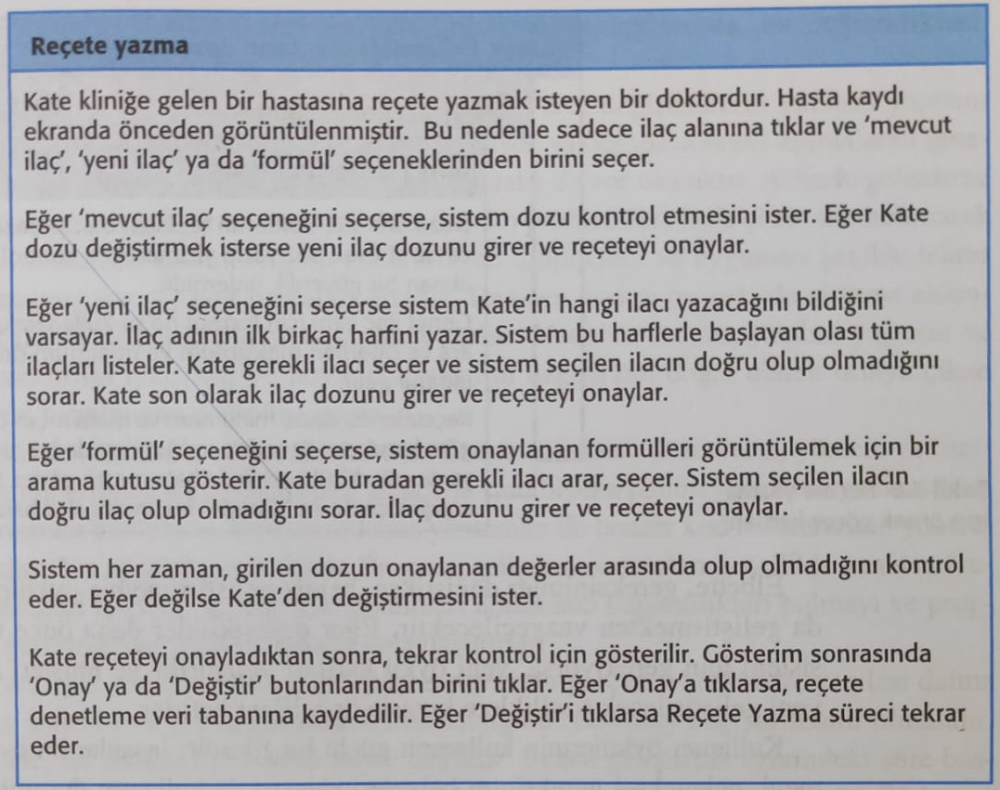 Reçete yazma
Kate kliniğe gelen bir hastasına reçete yazmak isteyen bir doktordur. Hasta kaydı
ekranda önceden görüntülenmiştir. Bu nedenle sadece ilaç alanına tıklar ve ‘mevcut
ilaç’, ‘yeni ilaç’ ya da ‘formül’ seçeneklerinden birini seçer.
Eğer ‘mevcut ilaç’ seçeneğini seçerse, sistem dozu kontrol etmesini ister. Eğer Kate
dozu değiştirmek isterse yeni ilaç dozunu girer ve reçeteyi onaylar.
Eğer ‘yeni ilaç’ seçeneğini seçerse sistem Kate’in hangi ilacı yazacağını bildiğini
varsayar. İlaç adının ilk birkaç harfini yazar. Sistem bu harflerle başlayan olası tüm
ilaçları listeler. Kate gerekli ilacı seçer ve sistem seçilen ilacın doğru olup olmadığını
sorar. Kate son olarak ilaç dozunu girer ve reçeteyi onaylar.
Eğer ‘formül’ seçeneğini seçerse, sistem onaylanan formülleri görüntülemek için bir
arama kutusu gösterir. Kate buradan gerekli ilacı arar, seçer. Sistem seçilen ilacın
doğru ilaç olup olmadığını sorar. İlaç dozunu girer ve reçeteyi onaylar.
Sistem her zaman, girilen dozun onaylanan değerler arasında olup olmadığını kontrol
eder. Eğer değilse Kate’den değiştirmesini ister.
Kate reçeteyi onayladıktan sonra, tekrar kontrol için gösterilir. Gösterim sonrasında
‘Onay’ ya da ‘Değiştir’ butonlarından birini tıklar. Eğer ‘Onay’a tıklarsa, reçete
denetleme veri tabanına kaydedilir. Eğer ‘Değiştir’i tıklarsa Reçete Yazma süreci tekrar
eder.